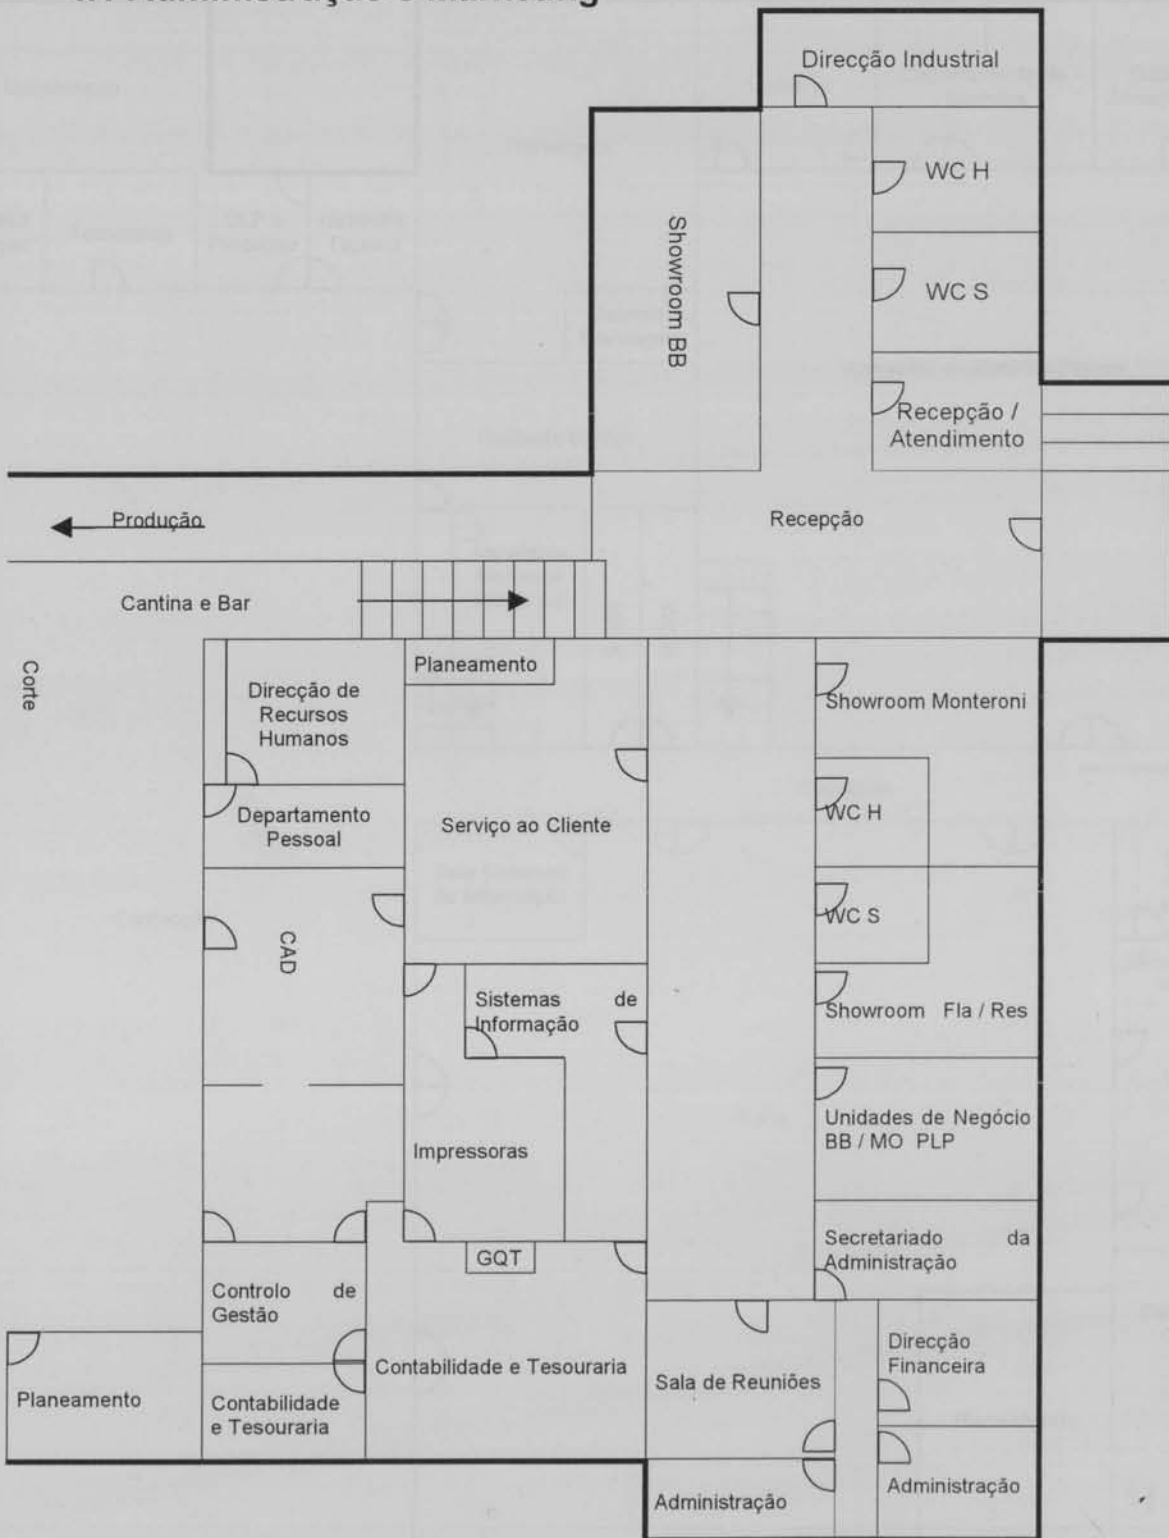 Direcção Industrial
WC H
Showroom BB
WC S
Recepção /
Atendimento
Produção
Recepção
Cantina e Bar
Corte
Planeamento
Direcção de
Recursos
Humanos
Showroom Monteroni
Departamento
Pessoal
Serviço ao Cliente
WC H
WC S
CAD
Sistemas de
Informação
Showroom Fla / Res
Unidades de Negócio
BB / MO PLP
Impressoras
Secretariado da
Administração
GQT
Controlo de
Gestão
Direcção
Financeira
Contabilidade e Tesouraria
Sala de Reuniões
Planeamento
Contabilidade
e Tesouraria
Administração
Administração